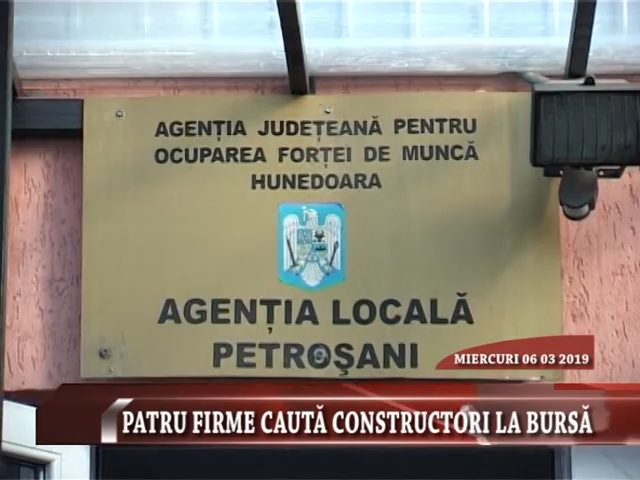 AGENȚIA JUDEȚEANĂ PENTRU
OCUPAREA FORȚEI DE MUNCĂ
HUNEDOARA
AGENȚIA LOCALĂ
PETROȘANI
MIERCURI 06 03 2019
PATRU FIRME CAUTĂ CONSTRUCTORI LA BURSĂ